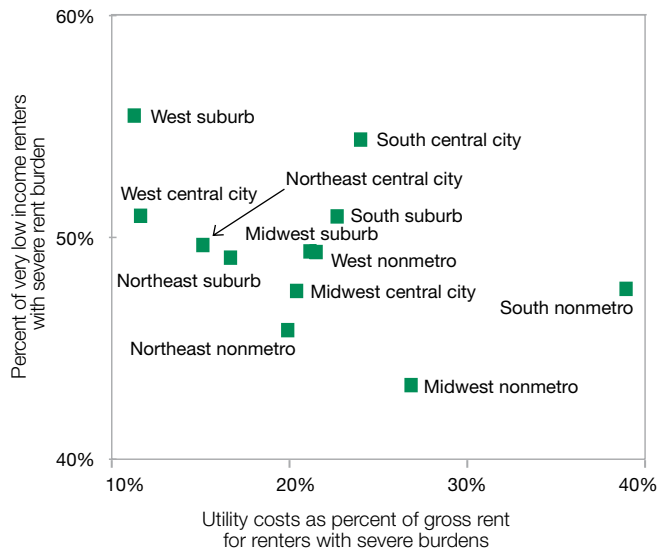 60%
Percent of very low income renters
with severe rent burden
West suburb
South central city
Northeast central city
West central city
South suburb
Midwest suburb
50%
West nonmetro
Northeast suburb
Midwest central city
South nonmetro
Northeast nonmetro
Midwest nonmetro
40%
10%
20%
30%
40%
Utility costs as percent of gross rent
for renters with severe burdens